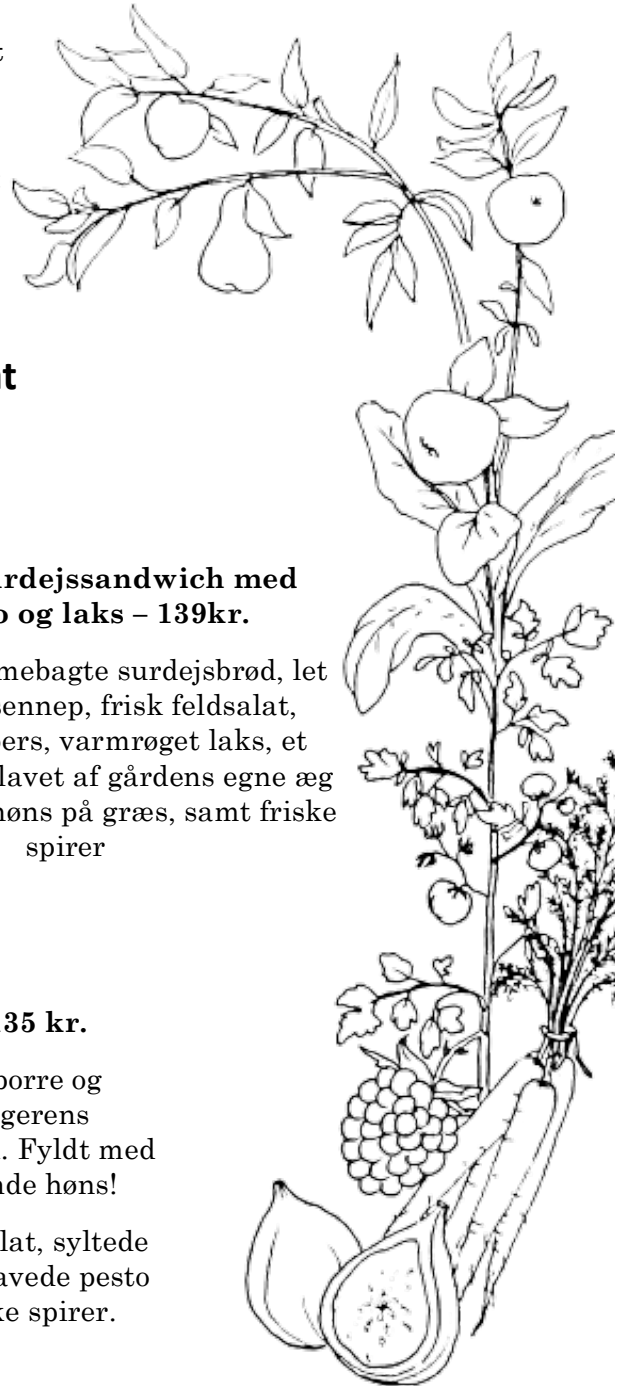 t
t
rdejssandwich med
o og laks – 139kr.
mebagte surdejsbrød, let
sennep, frisk feldsalat,
pers, varmrøget laks, et
lavet af gårdens egne æg
høns på græs, samt friske
spirer
35 kr.
porre og
gerens
. Fyldt med
nde høns!
lat, syltede
avede pesto
ke spirer.